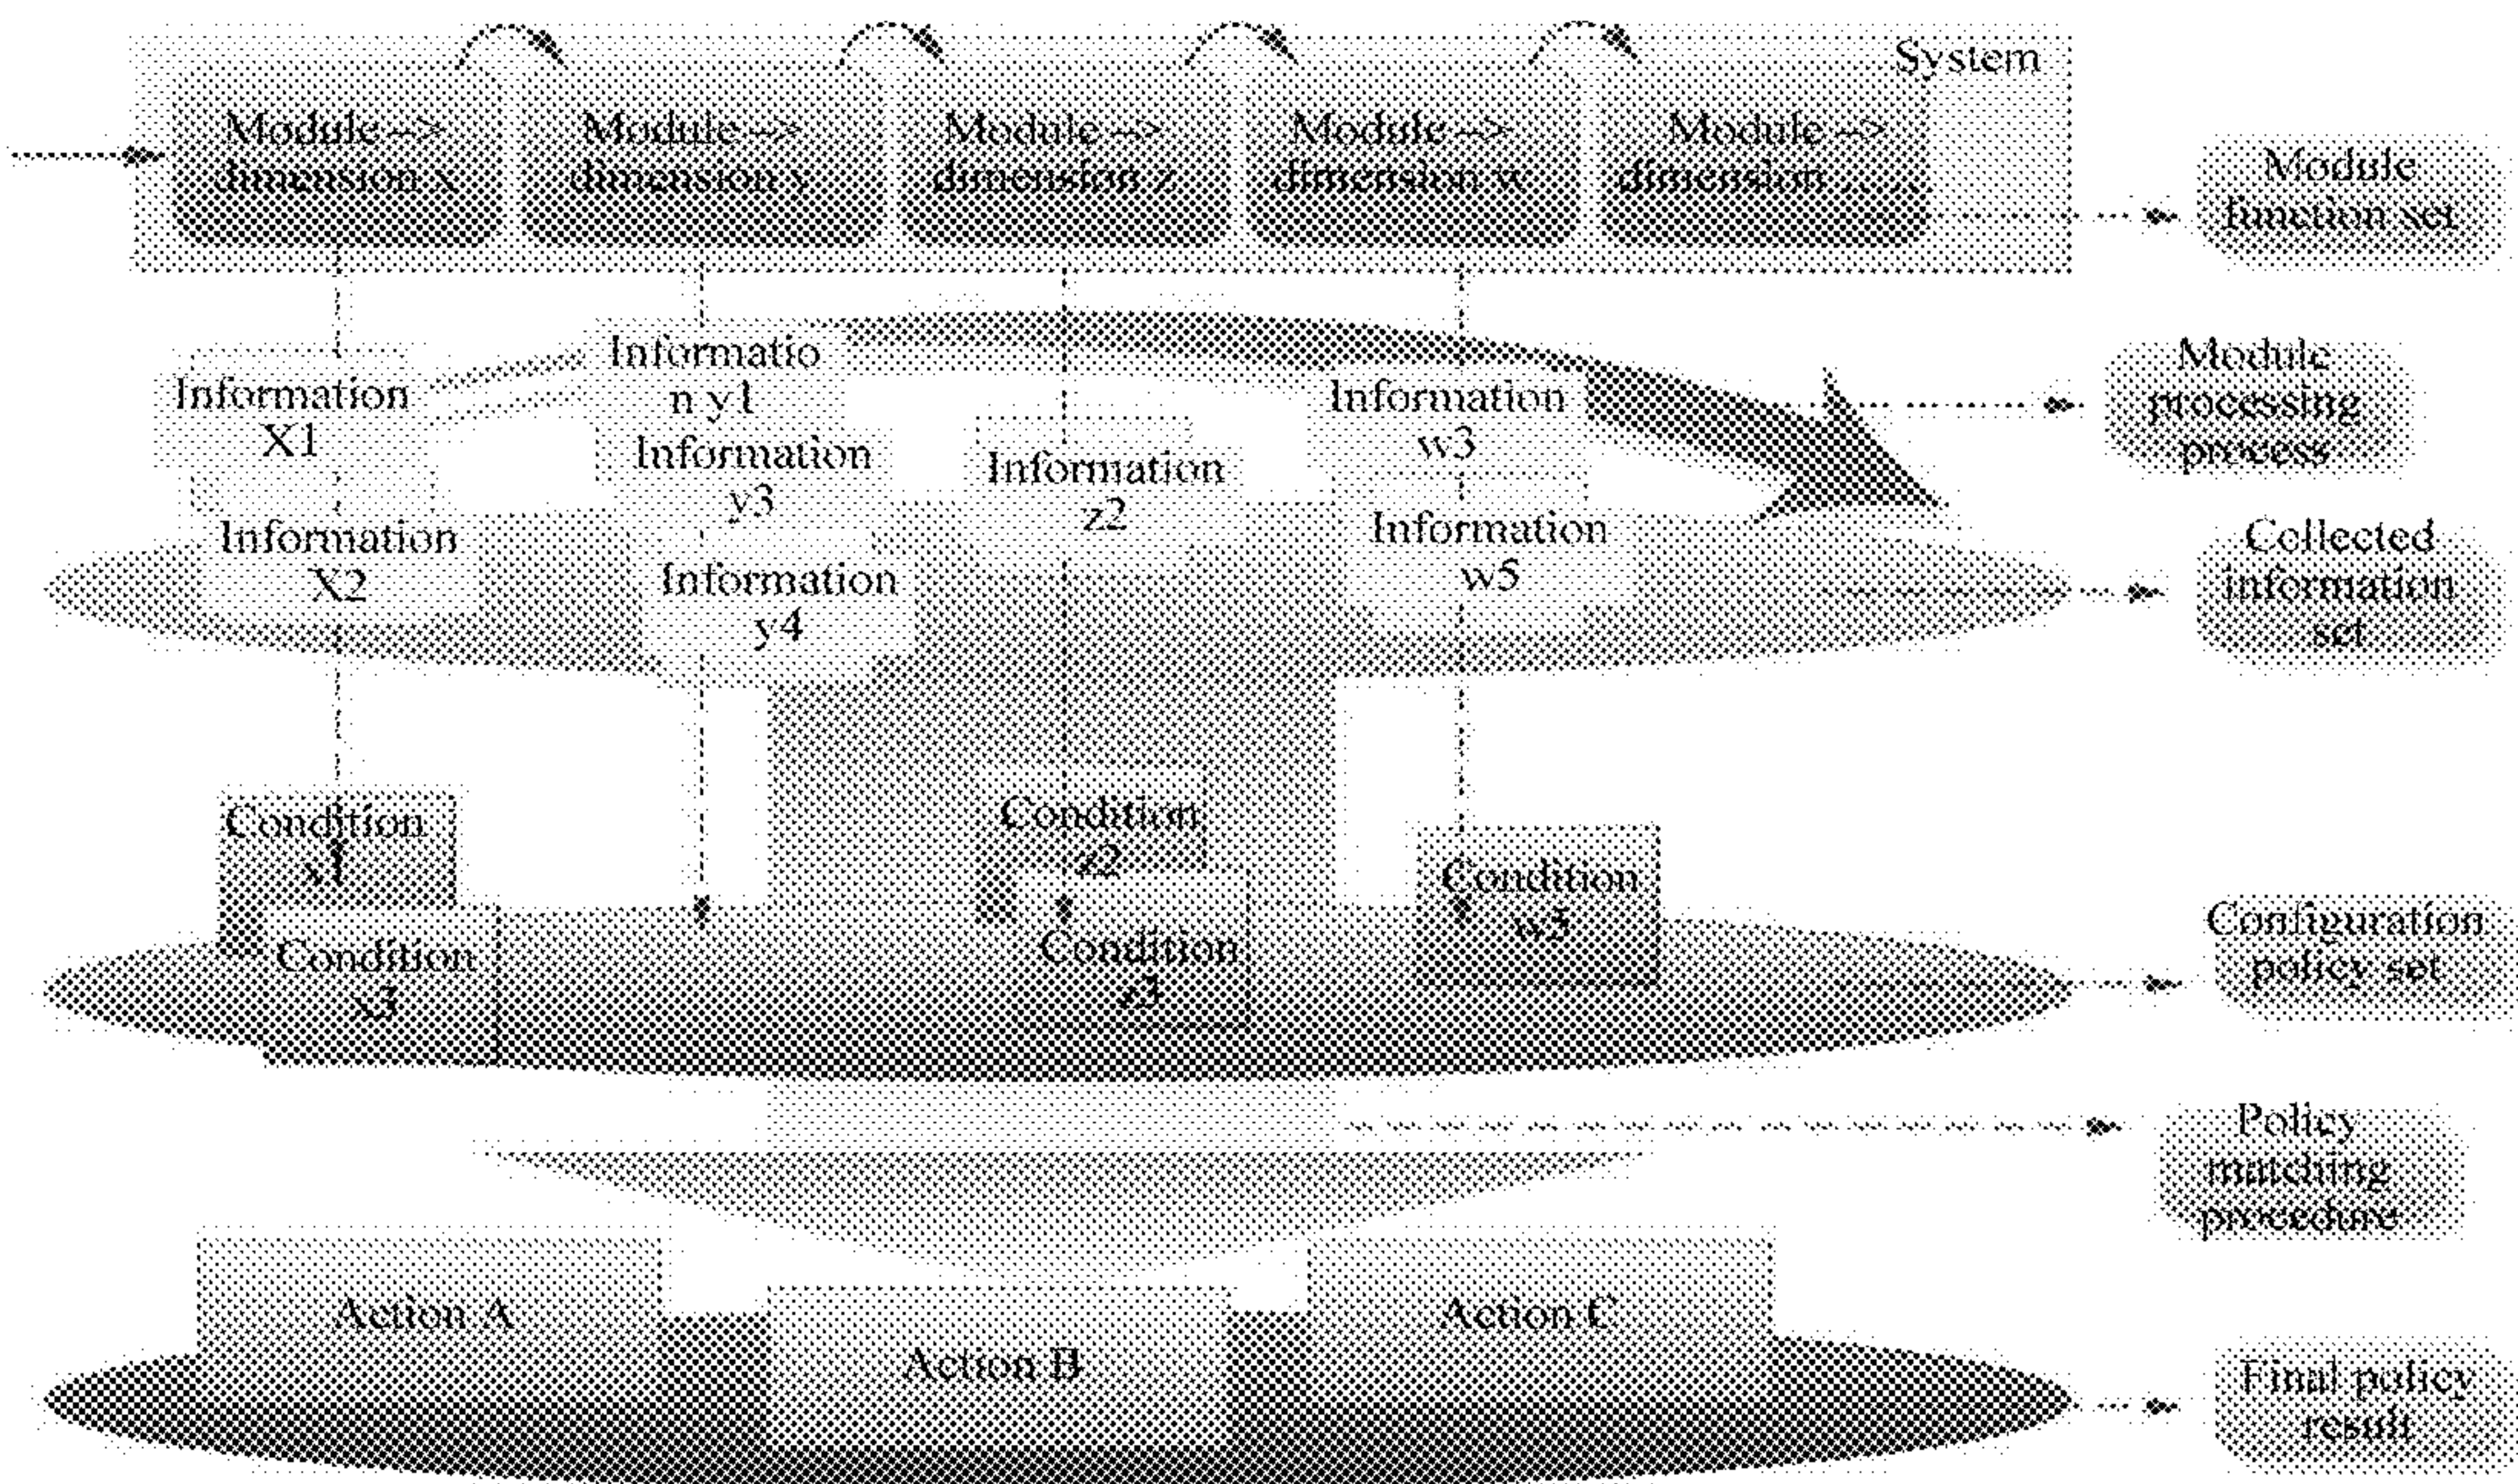 System
Module -->
dimension x
Module -->
dimension y
Module -->
dimension z
Module -->
dimension w
Module -->
dimension ......
Module
function set
Information
X1
Informatio
n y1
Information
y3
Information
z2
Information
w3
Module
processing
process
Information
X2
Information
y4
Information
w5
Collected
information
set
Condition
x1
Condition
z2
Condition
Condition
x3
Condition
z3
Configuration
policy set
Policy
matching
procedure
Action A
Action B
Action C
Final policy
result